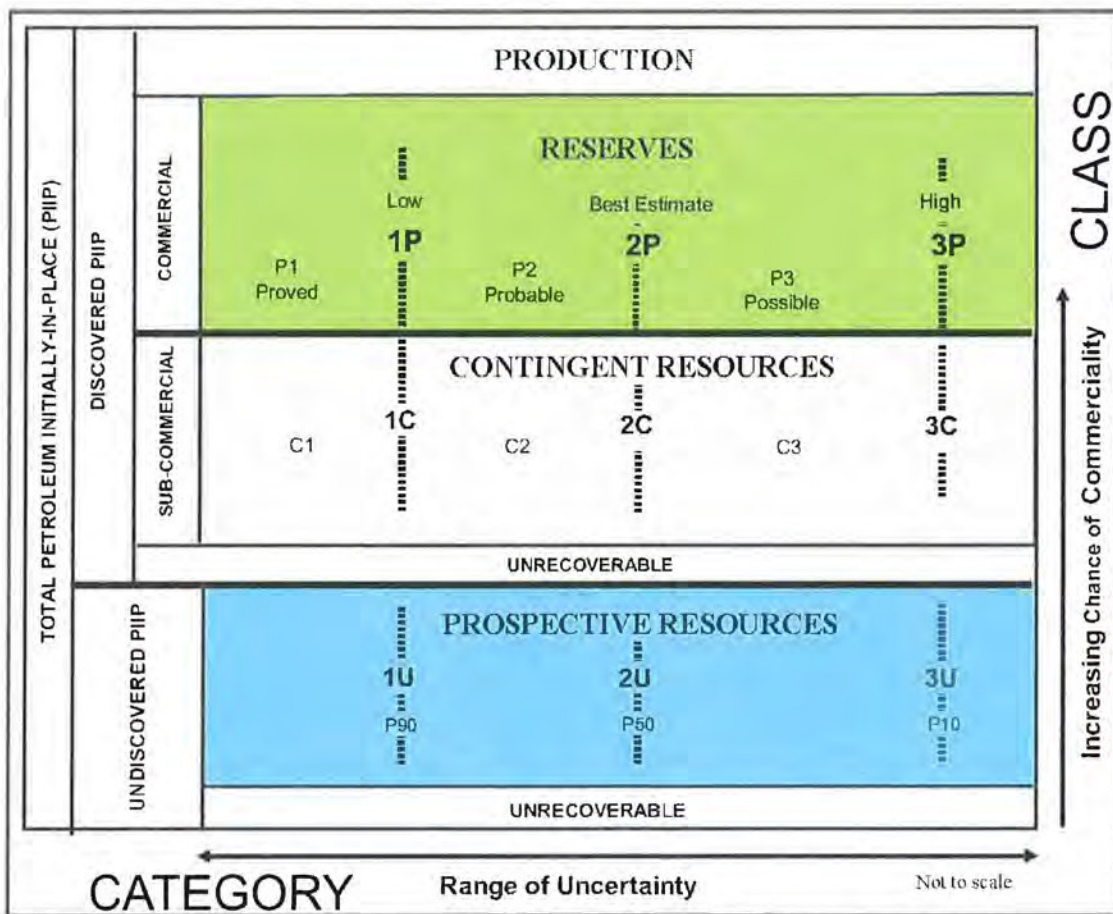 TOTAL PETROLEUM INITIALLY-IN-PLACE (PIIP)
DISCOVERED PIIP
UNDISCOVERED PIIP
COMMERCIAL
SUB-COMMERCIAL
PRODUCTION
RESERVES
Low
Best Estimate
High
1P
2P
3P
P1
Proved
P2
Probable
P3
Possible
CONTINGENT RESOURCES
1C
2C
3C
C1
C2
C3
UNRECOVERABLE
PROSPECTIVE RESOURCES
1U
2U
3U
P90
P50
P10
UNRECOVERABLE
CLASS
Increasing Chance of Commerciality
CATEGORY
Range of Uncertainty
Not to scale